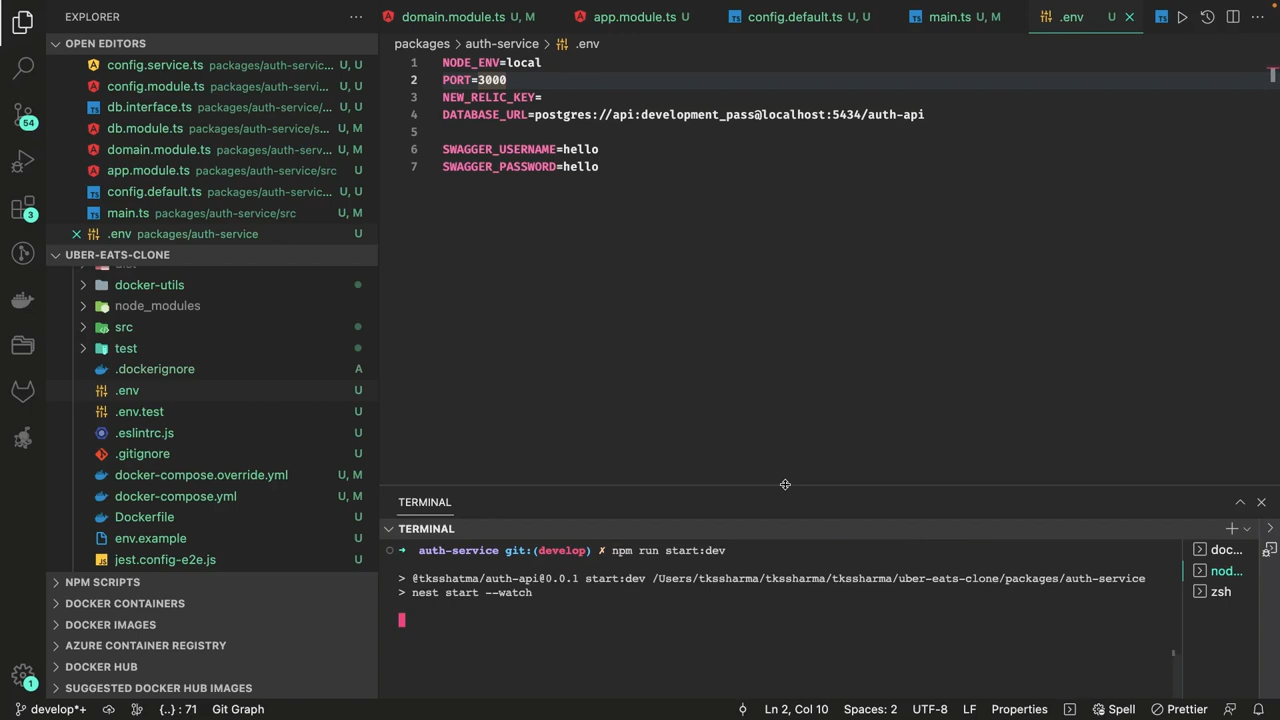 EXPLORER
OPEN EDITORS
config.service.ts packages/auth-servic... U, U
config.module.ts packages/auth-servi... U, U
db.interface.ts packages/auth-service/... U
db.module.ts packages/auth-service/s... U
domain.module.ts packages/auth-serv... U
app.module.ts packages/auth-service/src U
config.default.ts packages/auth-servic... U, U
main.ts packages/auth-service/src U, M
.env packages/auth-service U
UBER-EATS-CLONE
docker-utils
node_modules
src
test
.dockerignore A
.env U
.env.test U
.eslintrc.js U
.gitignore U
docker-compose.override.yml U, M
docker-compose.yml U, M
Dockerfile U
env.example U
jest.config-e2e.js U
NPM SCRIPTS
DOCKER CONTAINERS
DOCKER IMAGES
AZURE CONTAINER REGISTRY
DOCKER HUB
SUGGESTED DOCKER HUB IMAGES
54
3
1
domain.module.ts U, M app.module.ts U config.default.ts U, U main.ts U, M .env U
packages > auth-service > .env
1 NODE_ENV=local
2 PORT=3000
3 NEW_RELIC_KEY=
4 DATABASE_URL=postgres://api:development_pass@localhost:5434/auth-api
5
6 SWAGGER_USERNAME=hello
7 SWAGGER_PASSWORD=hello
TERMINAL
TERMINAL
auth-service git:(develop) ✗ npm run start:dev
> @tksshatma/auth-api@0.0.1 start:dev /Users/tkssharma/tkssharma/tkssharma/uber-eats-clone/packages/auth-service
> nest start --watch
doc...
nod...
zsh
develop*+ {..} : 71 Git Graph Ln 2, Col 10 Spaces: 2 UTF-8 LF Properties Spell Prettier